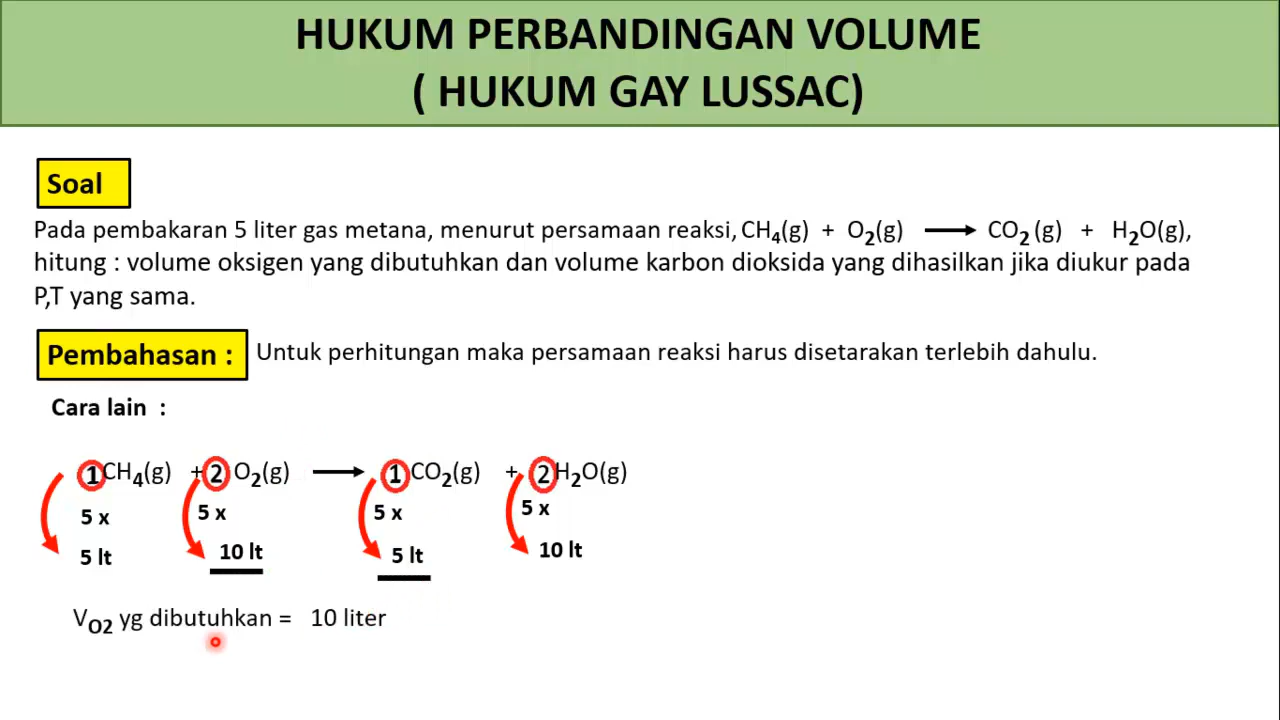 HUKUM PERBANDINGAN VOLUME
( HUKUM GAY LUSSAC)
Soal
Pada pembakaran 5 liter gas metana, menurut persamaan reaksi, CH₄(g) + O₂(g) ⟶ CO₂ (g) + H₂O(g),
hitung : volume oksigen yang dibutuhkan dan volume karbon dioksida yang dihasilkan jika diukur pada
P,T yang sama.
Pembahasan : Untuk perhitungan maka persamaan reaksi harus disetarakan terlebih dahulu.
Cara lain :
1 CH₄(g) + 2 O₂(g) ⟶ 1 CO₂(g) + 2 H₂O(g)
5 x 5 x 5 x 5 x
5 lt 10 lt 5 lt 10 lt
V_O2 yg dibutuhkan = 10 liter